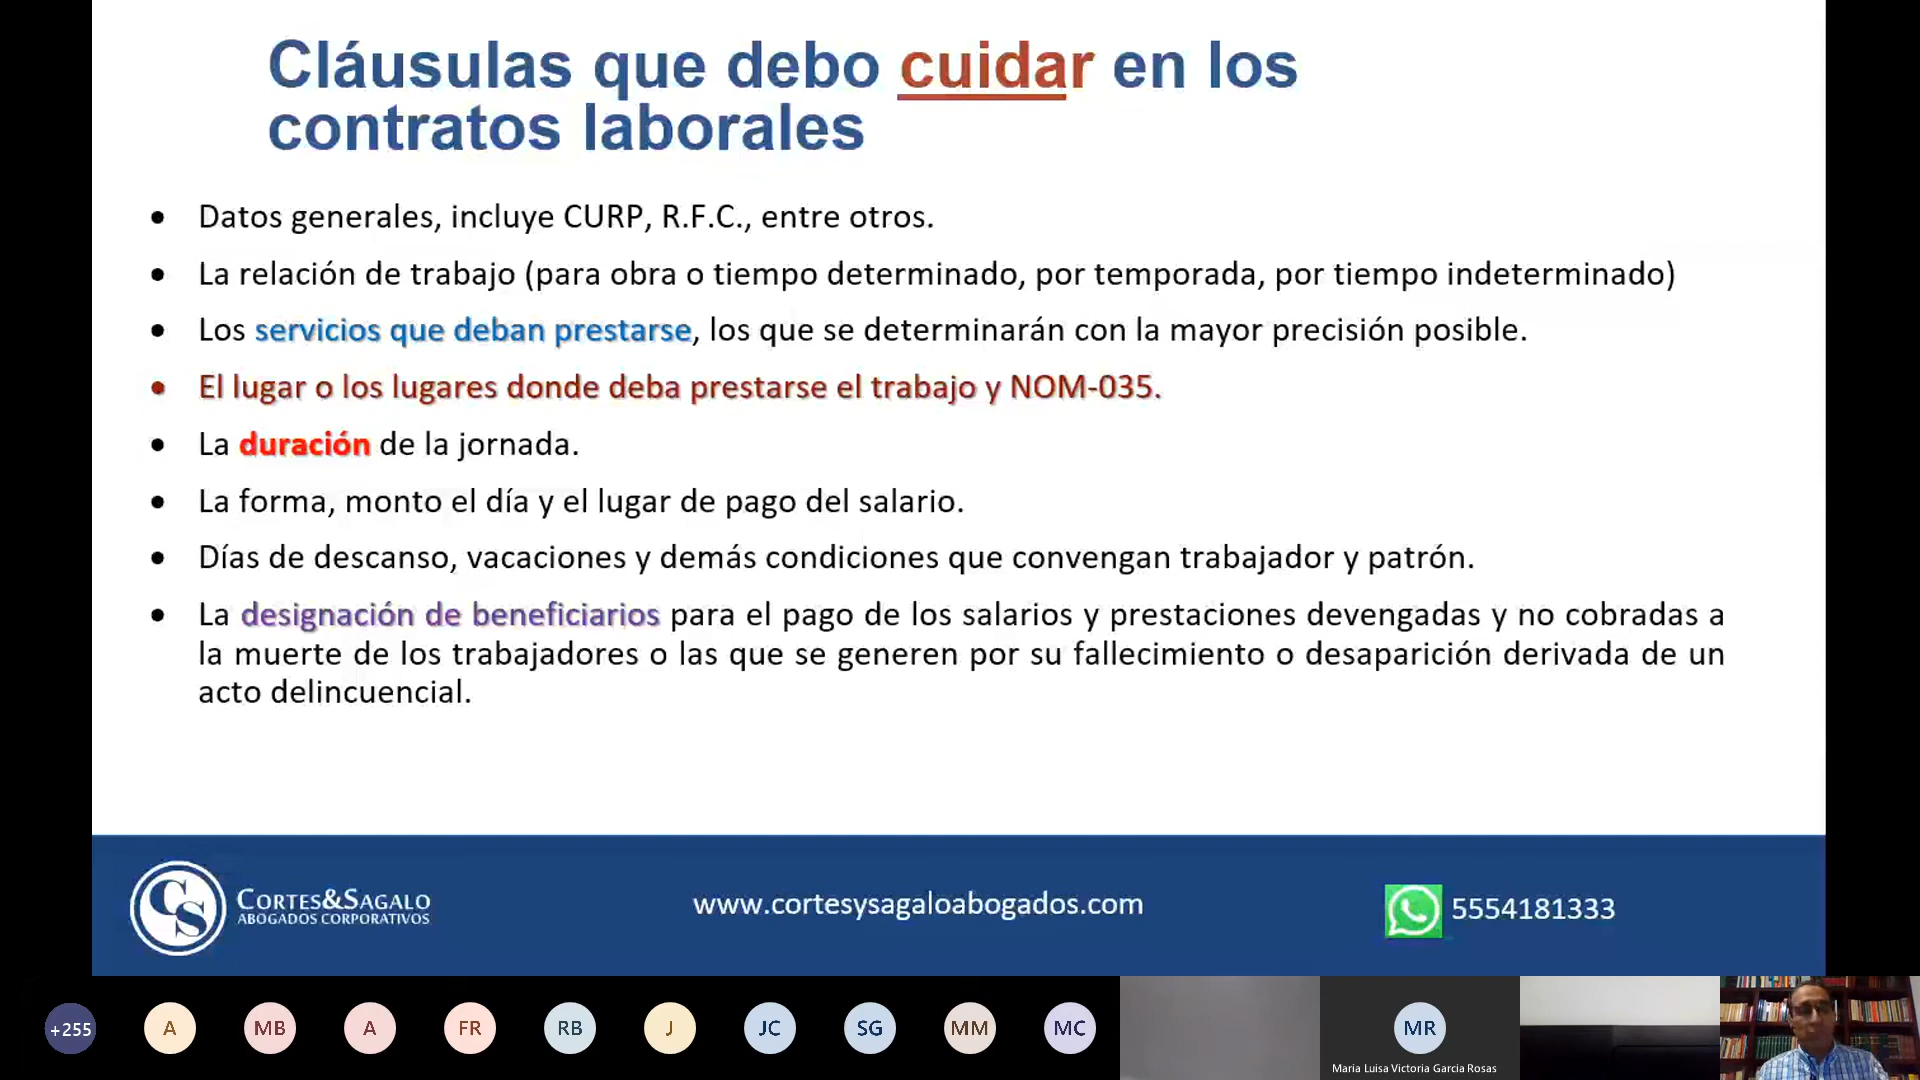 Cláusulas que debo cuidar en los
contratos laborales
• Datos generales, incluye CURP, R.F.C., entre otros.
• La relación de trabajo (para obra o tiempo determinado, por temporada, por tiempo indeterminado)
• Los servicios que deban prestarse, los que se determinarán con la mayor precisión posible.
• El lugar o los lugares donde deba prestarse el trabajo y NOM-035.
• La duración de la jornada.
• La forma, monto el día y el lugar de pago del salario.
• Días de descanso, vacaciones y demás condiciones que convengan trabajador y patrón.
• La designación de beneficiarios para el pago de los salarios y prestaciones devengadas y no cobradas a
la muerte de los trabajadores o las que se generen por su fallecimiento o desaparición derivada de un
acto delincuencial.
CS
CORTES&SAGALO
ABOGADOS CORPORATIVOS
www.cortesysagaloabogados.com
5554181333
+255
A
MB
A
FR
RB
J
JC
SG
MM
MC
MR
Maria Luisa Victoria Garcia Rosas